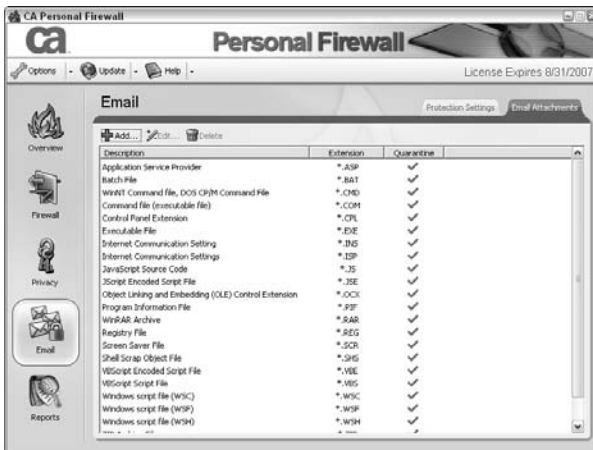 CA Personal Firewall
ca
Personal Firewall
Options
Update
Help
License Expires 8/31/2007
Email
Protection Settings
Email Attachments
Add...
Edit...
Delete
Description Extension Quarantine
Application Service Provider *.ASP
Batch File *.BAT
WinNT Command file, DOS CP/M Command File *.CMD
Command file (executable file) *.COM
Control Panel Extension *.CPL
Executable File *.EXE
Internet Communication Setting *.INS
Internet Communication Settings *.ISP
JavaScript Source Code *.JS
JScript Encoded Script File *.JSE
Object Linking and Embedding (OLE) Control Extension *.OCX
Program Information File *.PIF
WinRAR Archive *.RAR
Registry File *.REG
Screen Saver File *.SCR
Shell Scrap Object File *.SHS
VBScript Encoded Script File *.VBE
VBScript Script File *.VBS
Windows script file (WSC) *.WSC
Windows script file (WSF) *.WSF
Windows script file (WSH) *.WSH
Overview
Firewall
Privacy
Email
Reports